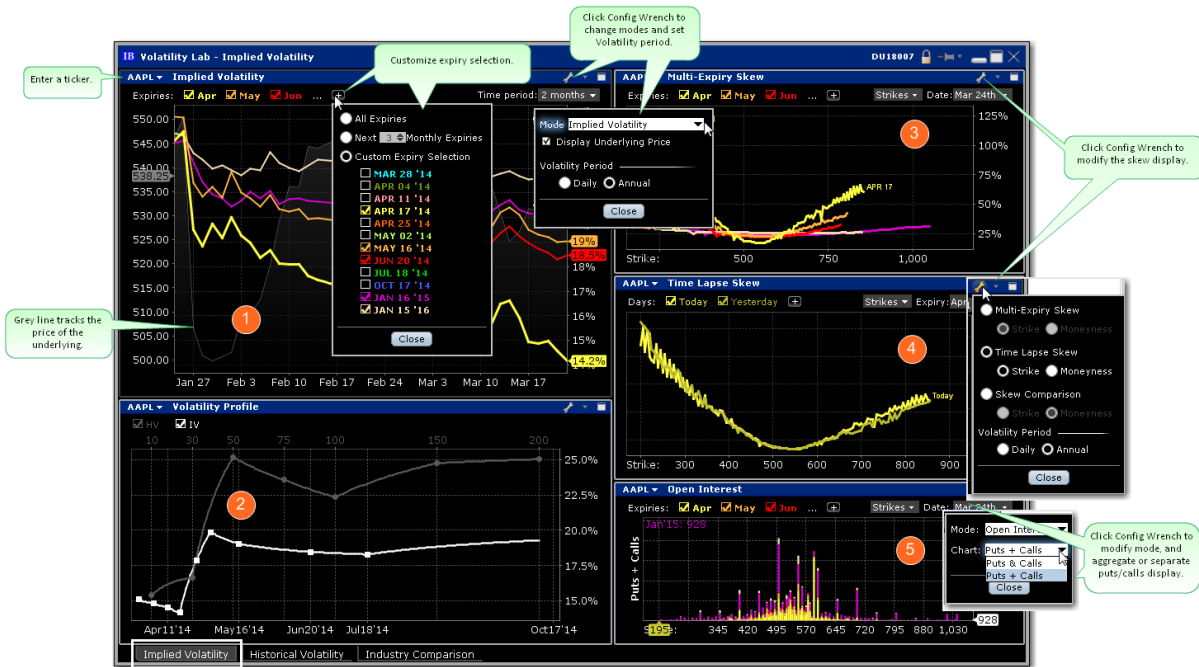 Click Config Wrench to
change modes and set
Volatility period.
Enter a ticker.
Customize expiry selection.
IB Volatility Lab - Implied Volatility
DU18007
AAPL Implied Volatility
Expiries: Apr May Jun ... +
Time period: 2 months
550.00
545.00
540.00
538.25
535.00
530.00
525.00
520.00
515.00
510.00
505.00
500.00
19%
18.5%
18%
17%
16%
15%
14.2%
Jan 27 Feb 3 Feb 10 Feb 17 Feb 24 Mar 3 Mar 10 Mar 17
1
Grey line tracks the
price of the
underlying.
All Expiries
Next 3 Monthly Expiries
Custom Expiry Selection
MAR 28 '14
APR 04 '14
APR 11 '14
APR 17 '14
APR 25 '14
MAY 02 '14
MAY 16 '14
JUN 20 '14
JUL 18 '14
OCT 17 '14
JAN 16 '15
JAN 15 '16
Close
Mode Implied Volatility
Display Underlying Price
Volatility Period
Daily Annual
Close
AAPL Multi-Expiry Skew
Expiries: Apr May Jun ... +
Strikes Date: Mar 24th
3
125%
100%
75%
50%
25%
APR 17
Strike: 500 750 1,000
Click Config Wrench to
modify the skew display.
AAPL Time Lapse Skew
Days: Today Yesterday +
Strikes Expiry: Apr
4
Today
Strike: 300 400 500 600 700 800 900
Multi-Expiry Skew
Strike Moneyness
Time Lapse Skew
Strike Moneyness
Skew Comparison
Strike Moneyness
Volatility Period
Daily Annual
Close
AAPL Volatility Profile
HV IV
10 30 50 75 100 150 200
25.0%
22.5%
20.0%
17.5%
15.0%
2
Apr11'14 May16'14 Jun20'14 Jul18'14 Oct17'14
AAPL Open Interest
Expiries: Apr May Jun ... +
Strikes Date: Mar 24th
Jan'15: 928
Puts + Calls
5
195 345 420 495 570 645 720 795 880 1,030
928
Mode: Open Inter
Chart: Puts + Calls
Puts & Calls
Puts + Calls
Close
Click Config Wrench to
modify mode, and
aggregate or separate
puts/calls display.
Implied Volatility Historical Volatility Industry Comparison